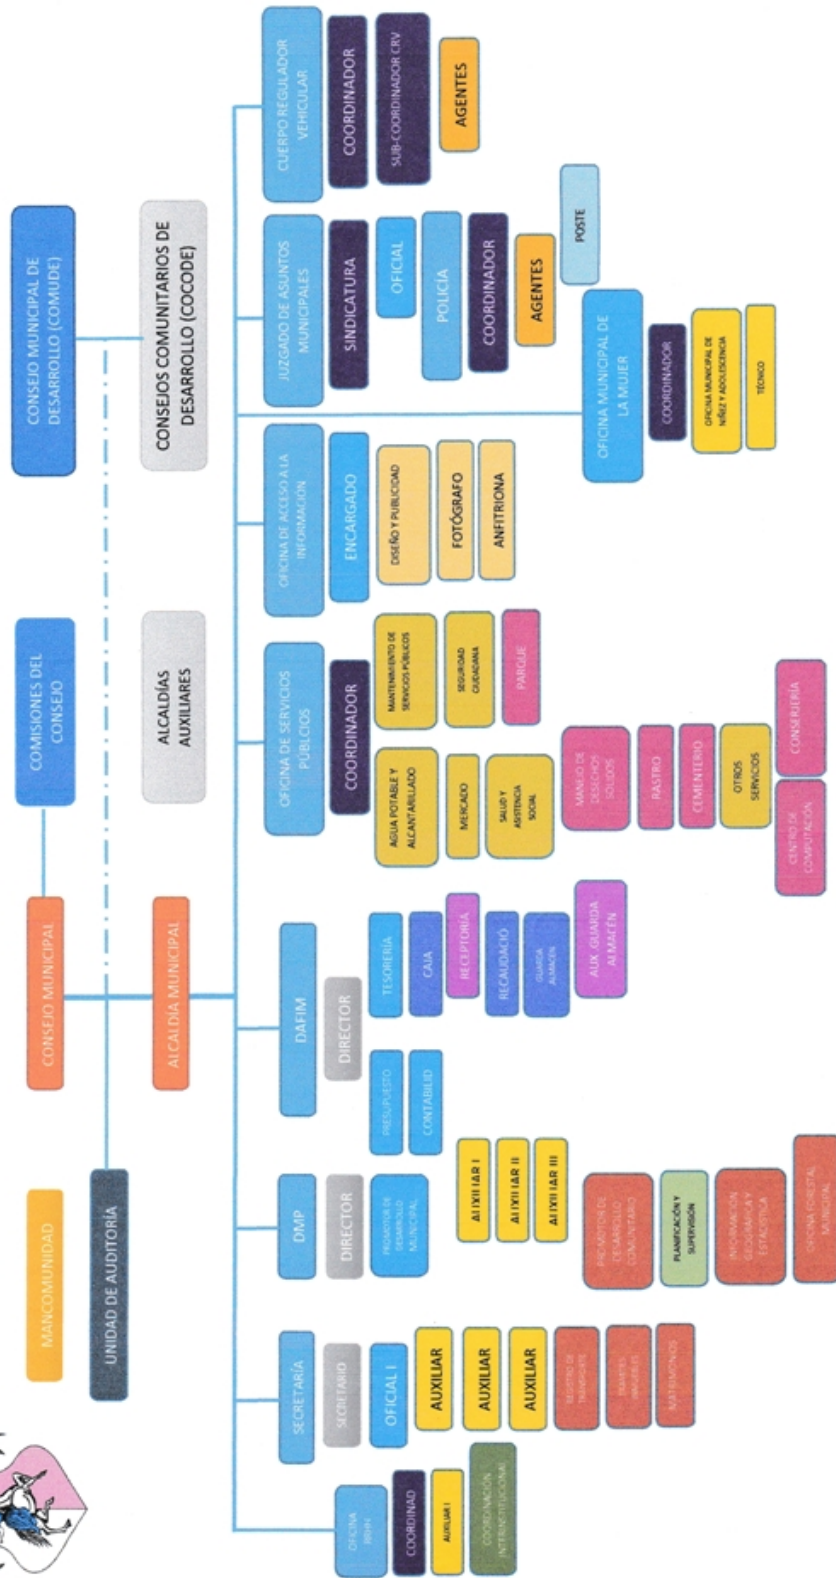 MANCOMUNIDAD
CONSEJO MUNICIPAL
COMISIONES DEL
CONSEJO
CONSEJO MUNICIPAL DE
DESARROLLO (COMUDE)
UNIDAD DE AUDITORÍA
ALCALDÍA MUNICIPAL
ALCALDÍAS
AUXILIARES
CONSEJOS COMUNITARIOS DE
DESARROLLO (COCODE)
OFICINA
RRHH
COORDINAD
AUXILIAR I
COORDINACIÓN
INTERINSTITUCIONAL
SECRETARÍA
SECRETARIO
OFICIAL I
AUXILIAR
AUXILIAR
AUXILIAR
REGISTRO DE
TRANSPORTE
TRÁMITES
MATRIMONIOS
DMP
DIRECTOR
PROMOTOR DE
DESARROLLO
MUNICIPAL
AUXILIAR I
AUXILIAR II
AUXILIAR III
PROMOTOR DE
DESARROLLO
COMUNITARIO
PLANIFICACIÓN Y
SUPERVISIÓN
INFORMACIÓN
GEOGRÁFICA Y
ESTADÍSTICA
OFICINA FORESTAL
MUNICIPAL
DAFIM
DIRECTOR
PRESUPUESTO
CONTABILID
TESORERÍA
CAJA
RECEPTORÍA
RECAUDACIÓ
GUARDA
ALMACÉN
AUX. GUARDA
ALMACÉN
OFICINA DE SERVICIOS
PÚBLCIOS
COORDINADOR
AGUA POTABLE Y
ALCANTARILLADO
MERCADO
SALUD Y
ASISTENCIA
SOCIAL
MANTENIMIENTO DE
SERVICIOS PÚBLICOS
SEGURIDAD
CIUDADANA
PARQUE
MANEJO DE
DESECHOS
SÓLIDOS
RASTRO
CEMENTERIO
OTROS
SERVICIOS
CENTRO DE
COMPUTACIÓN
CONSERJERÍA
OFICINA DE ACCESO A LA
INFORMACIÓN
ENCARGADO
DISEÑO Y PUBLICIDAD
FOTÓGRAFO
ANFITRIONA
OFICINA MUNICIPAL DE
LA MUJER
COORDINADOR
OFICINA MUNICIPAL DE
NIÑEZ Y ADOLESCENCIA
TÉCNICO
JUZGADO DE ASUNTOS
MUNICIPALES
SINDICATURA
OFICIAL
POLICÍA
COORDINADOR
AGENTES
POSTE
CUERPO REGULADOR
VEHICULAR
COORDINADOR
SUB-COORDINADOR CRV
AGENTES